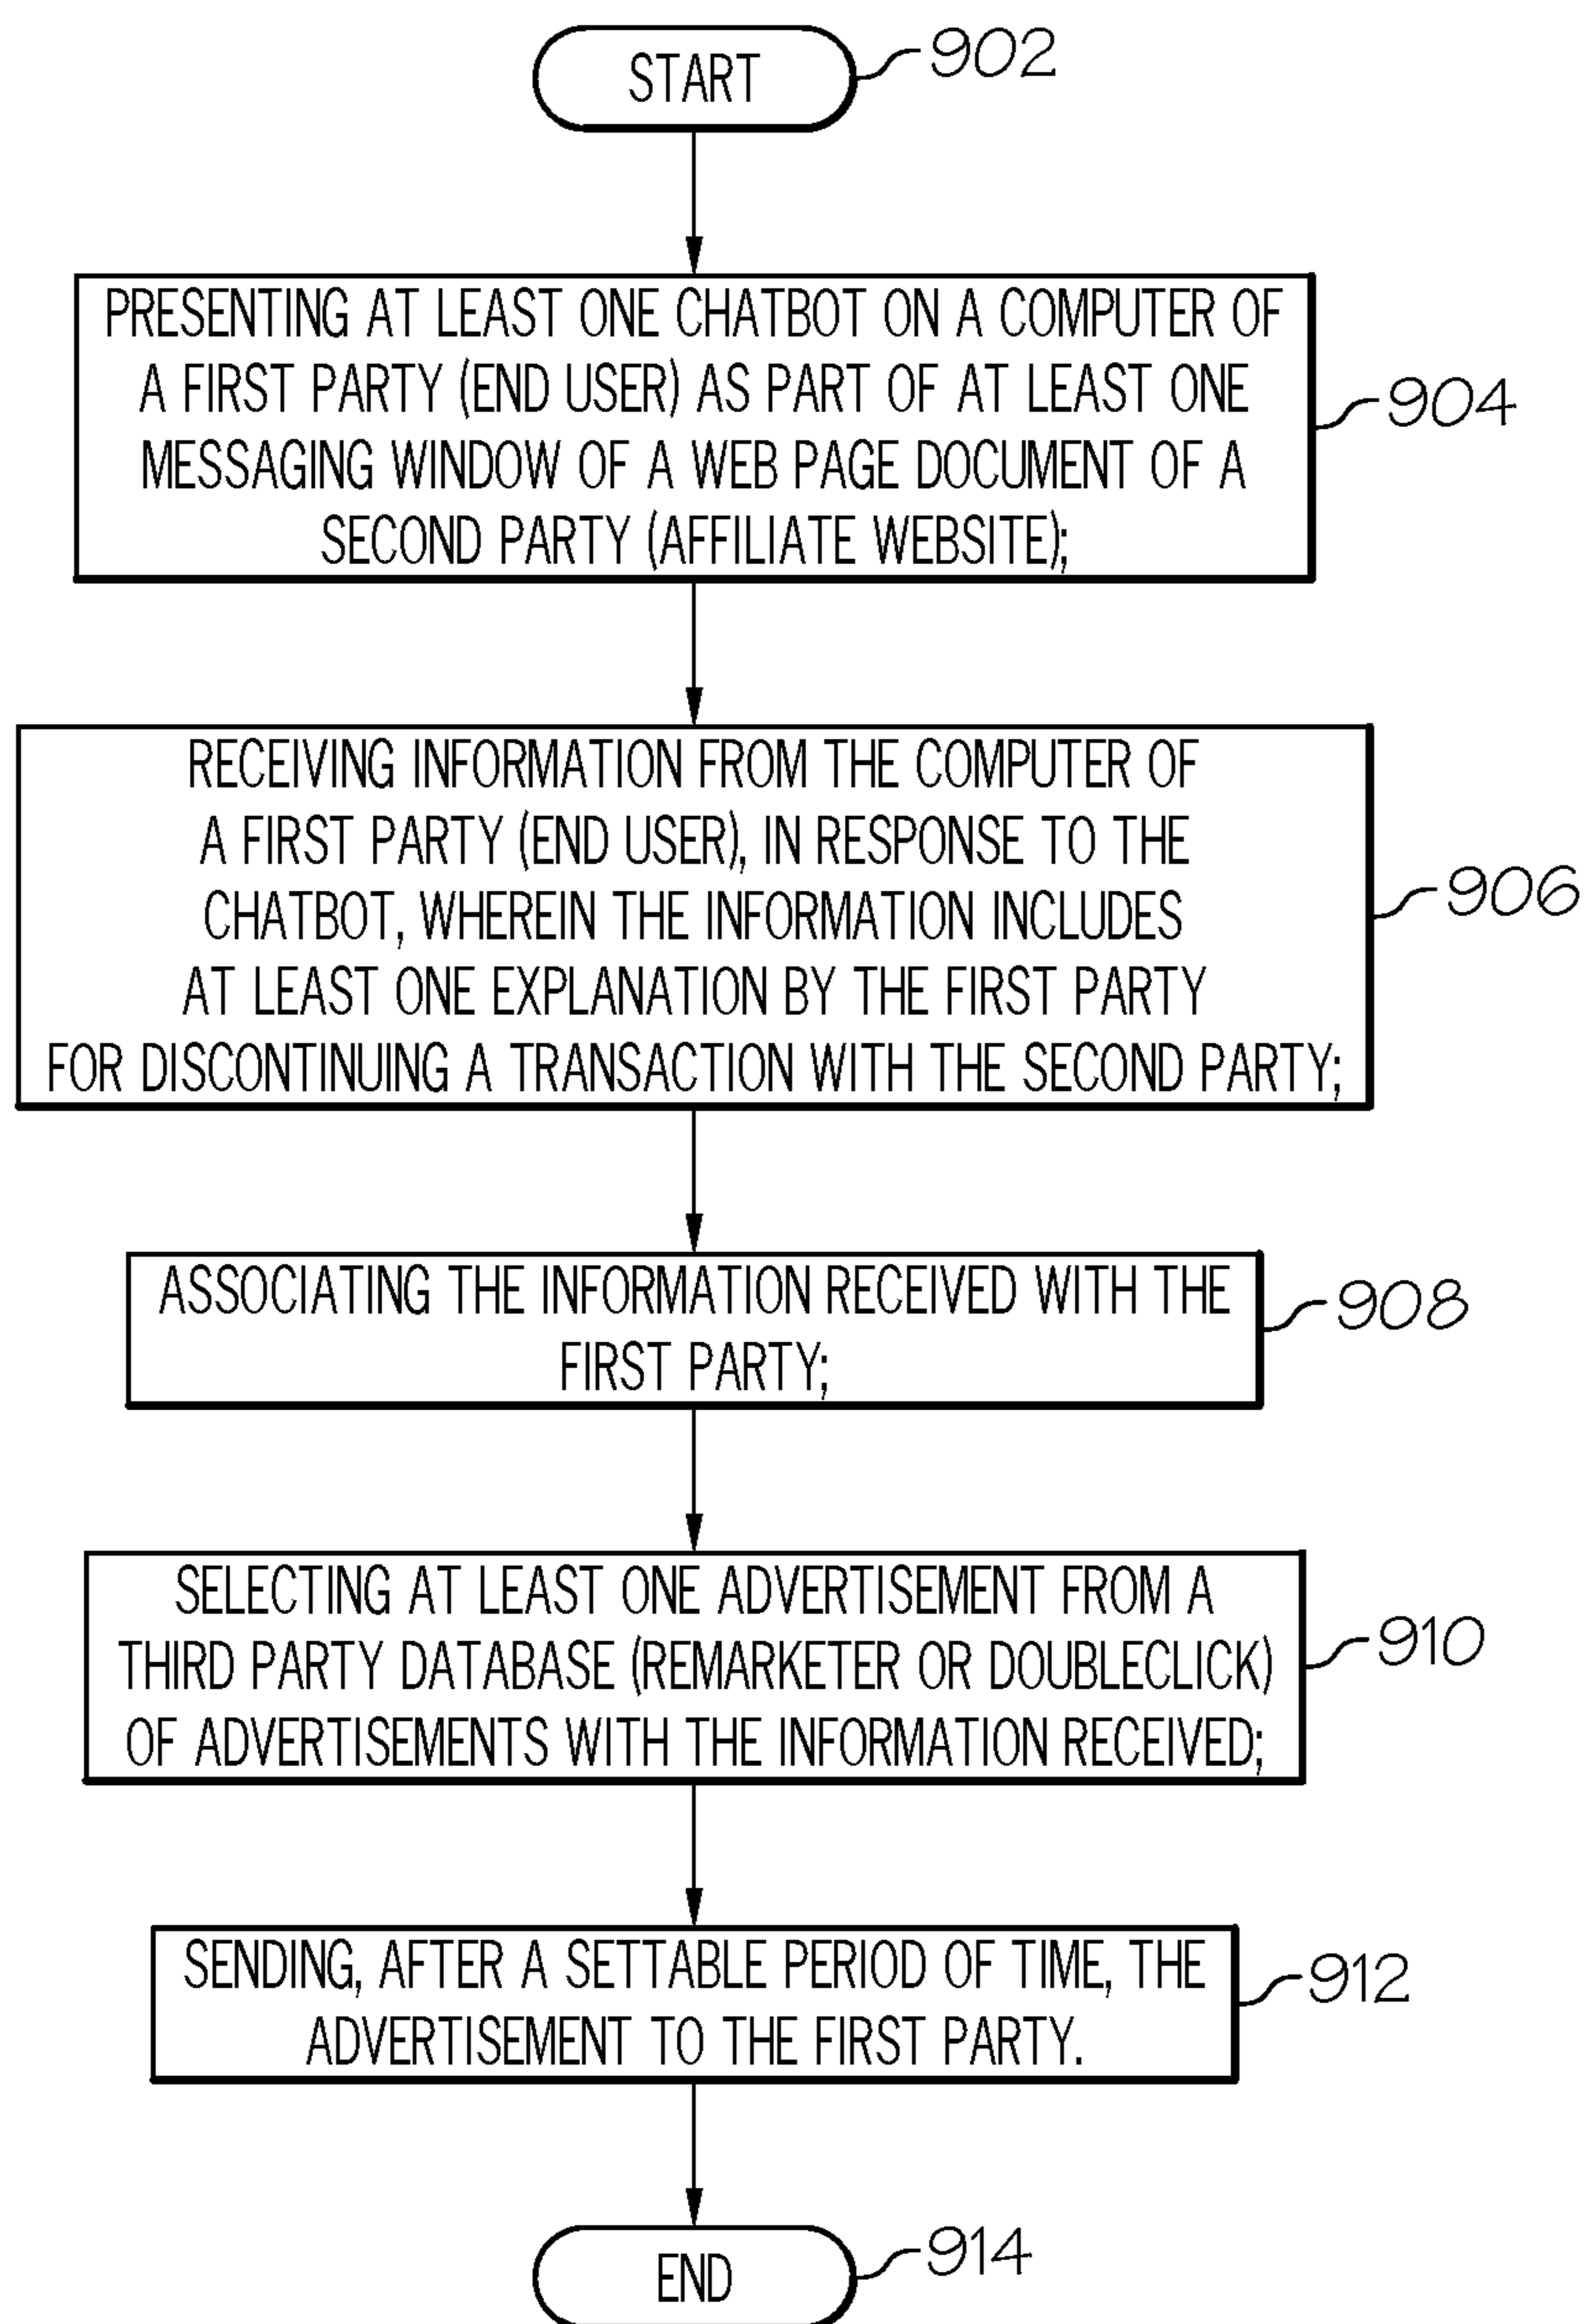 START
902
PRESENTING AT LEAST ONE CHATBOT ON A COMPUTER OF
A FIRST PARTY (END USER) AS PART OF AT LEAST ONE
MESSAGING WINDOW OF A WEB PAGE DOCUMENT OF A
SECOND PARTY (AFFILIATE WEBSITE);
904
RECEIVING INFORMATION FROM THE COMPUTER OF
A FIRST PARTY (END USER), IN RESPONSE TO THE
CHATBOT, WHEREIN THE INFORMATION INCLUDES
AT LEAST ONE EXPLANATION BY THE FIRST PARTY
FOR DISCONTINUING A TRANSACTION WITH THE SECOND PARTY;
906
ASSOCIATING THE INFORMATION RECEIVED WITH THE
FIRST PARTY;
908
SELECTING AT LEAST ONE ADVERTISEMENT FROM A
THIRD PARTY DATABASE (REMARKETER OR DOUBLECLICK)
OF ADVERTISEMENTS WITH THE INFORMATION RECEIVED;
910
SENDING, AFTER A SETTABLE PERIOD OF TIME, THE
ADVERTISEMENT TO THE FIRST PARTY.
912
END
914